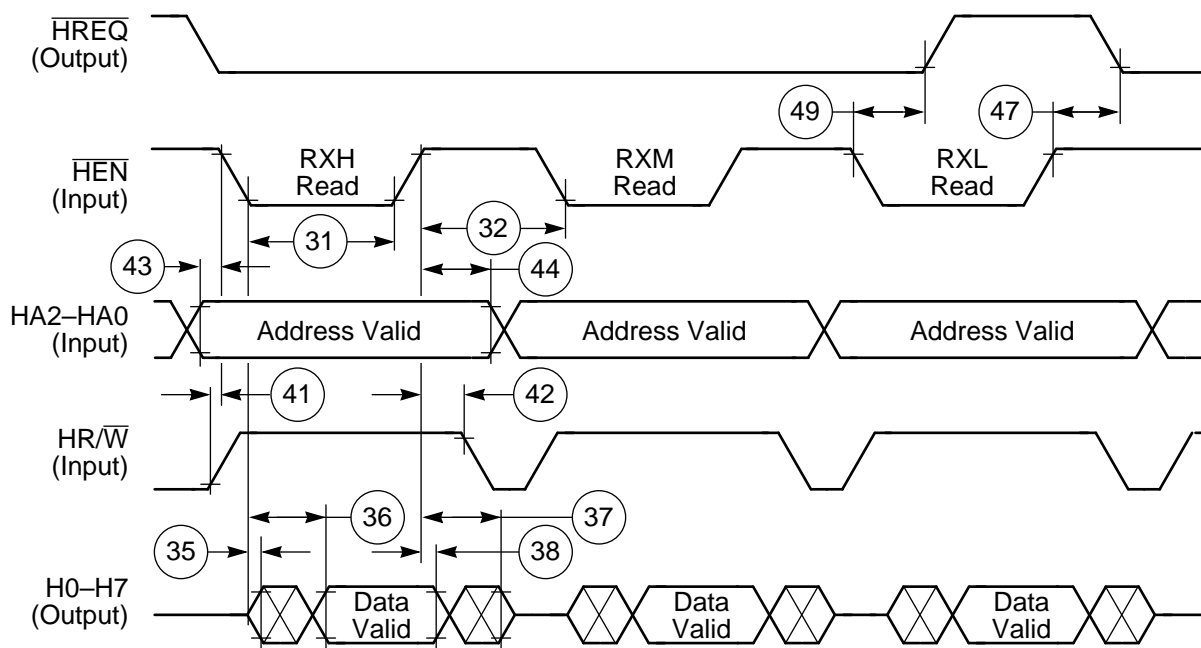 HREQ
(Output)
49
47
HEN
(Input)
RXH
Read
RXM
Read
RXL
Read
31
32
43
44
HA2–HA0
(Input)
Address Valid
Address Valid
Address Valid
41
42
HR/W
(Input)
36
37
35
38
H0–H7
(Output)
Data
Valid
Data
Valid
Data
Valid